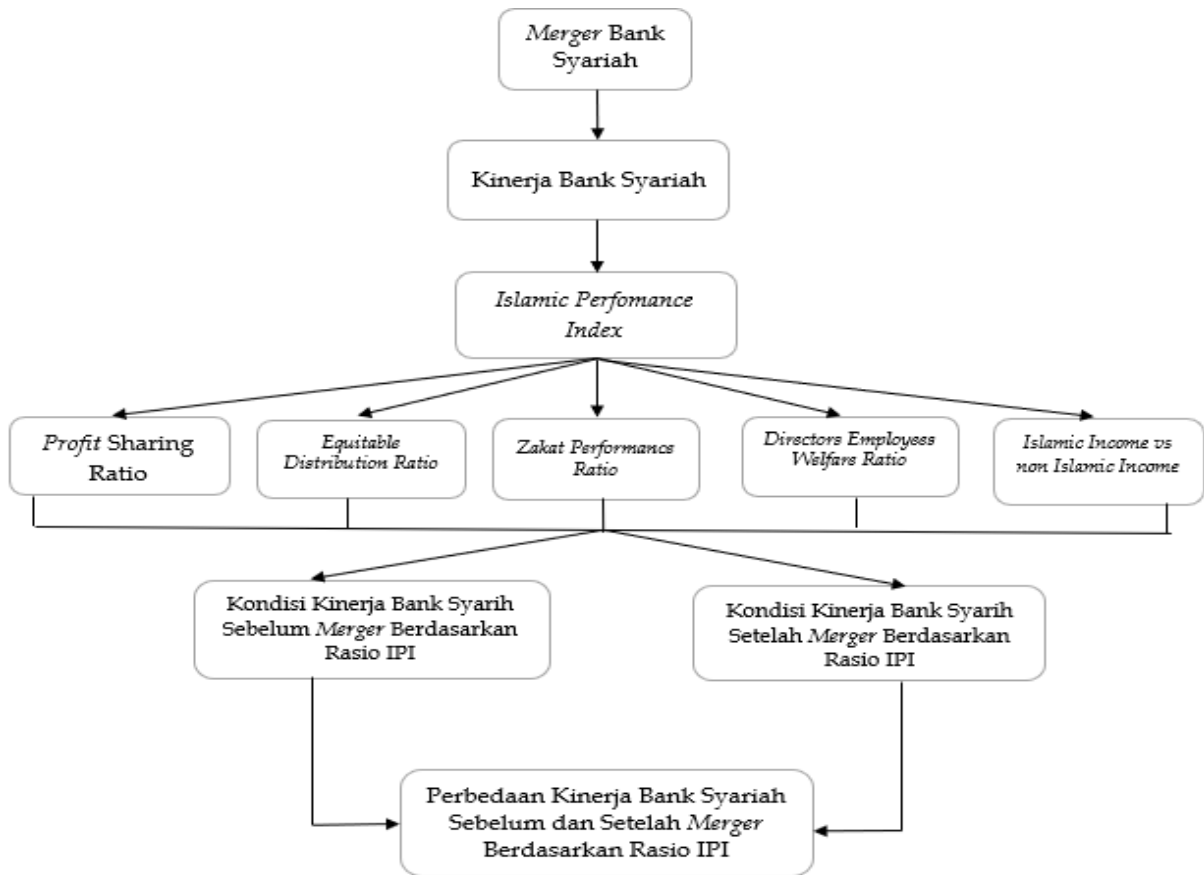 Merger Bank
Syariah
Kinerja Bank Syariah
Islamic Perfomance
Index
Profit Sharing
Ratio
Equitable
Distribution Ratio
Zakat Performance
Ratio
Directors Employees
Welfare Ratio
Islamic Income vs
non Islamic Income
Kondisi Kinerja Bank Syarih
Sebelum Merger Berdasarkan
Rasio IPI
Kondisi Kinerja Bank Syarih
Setelah Merger Berdasarkan
Rasio IPI
Perbedaan Kinerja Bank Syariah
Sebelum dan Setelah Merger
Berdasarkan Rasio IPI